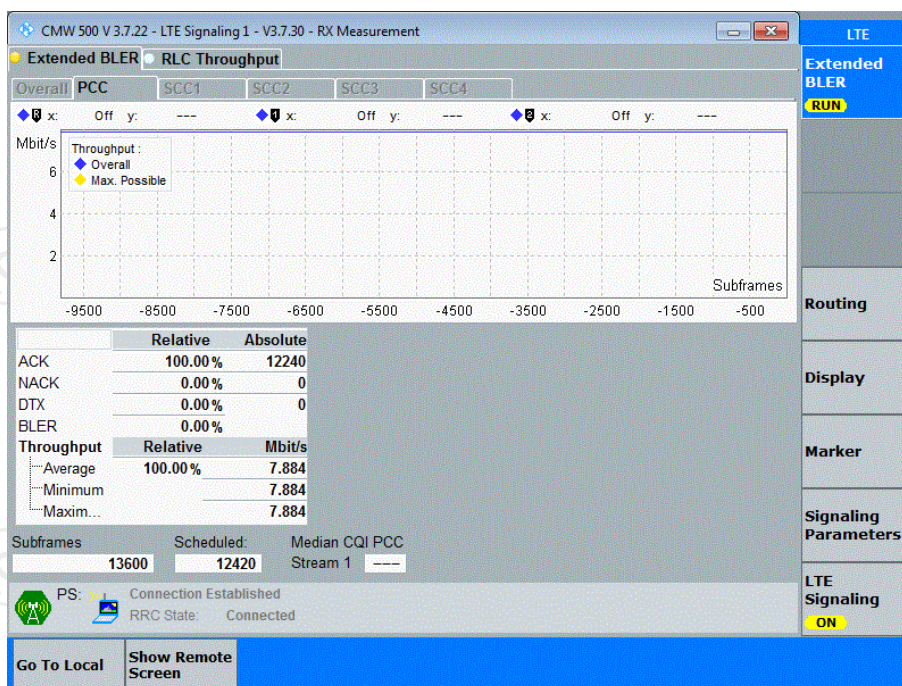 CMW 500 V 3.7.22 - LTE Signaling 1 - V3.7.30 - RX Measurement
LTE
Extended BLER RLC Throughput
Extended
BLER
RUN
Overall PCC SCC1 SCC2 SCC3 SCC4
0 x: Off y: --- 1 x: Off y: --- 2 x: Off y: ---
Mbit/s
Throughput :
Overall
Max. Possible
6
4
2
Subframes
-9500 -8500 -7500 -6600 -5500 -4500 -3500 -2500 -1500 -500
Routing
Relative Absolute
ACK 100.00 % 12240
NACK 0.00 % 0
DTX 0.00 % 0
BLER 0.00 %
Throughput Relative Mbit/s
Average 100.00 % 7.884
Minimum 7.884
Maxim... 7.884
Display
Marker
Subframes Scheduled: Median CQI PCC
13600 12420 Stream 1 ---
Signaling
Parameters
PS: Connection Established
RRC State: Connected
LTE
Signaling
ON
Go To Local
Show Remote
Screen